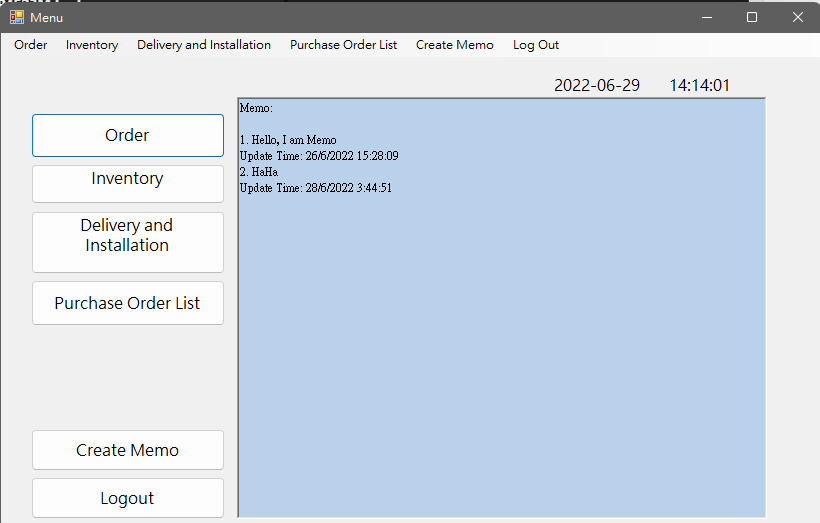 Menu
Order Inventory Delivery and Installation Purchase Order List Create Memo Log Out
2022-06-29 14:14:01
Order
Inventory
Delivery and
Installation
Purchase Order List
Create Memo
Logout
Memo:
1. Hello, I am Memo
Update Time: 26/6/2022 15:28:09
2. HaHa
Update Time: 28/6/2022 3:44:51